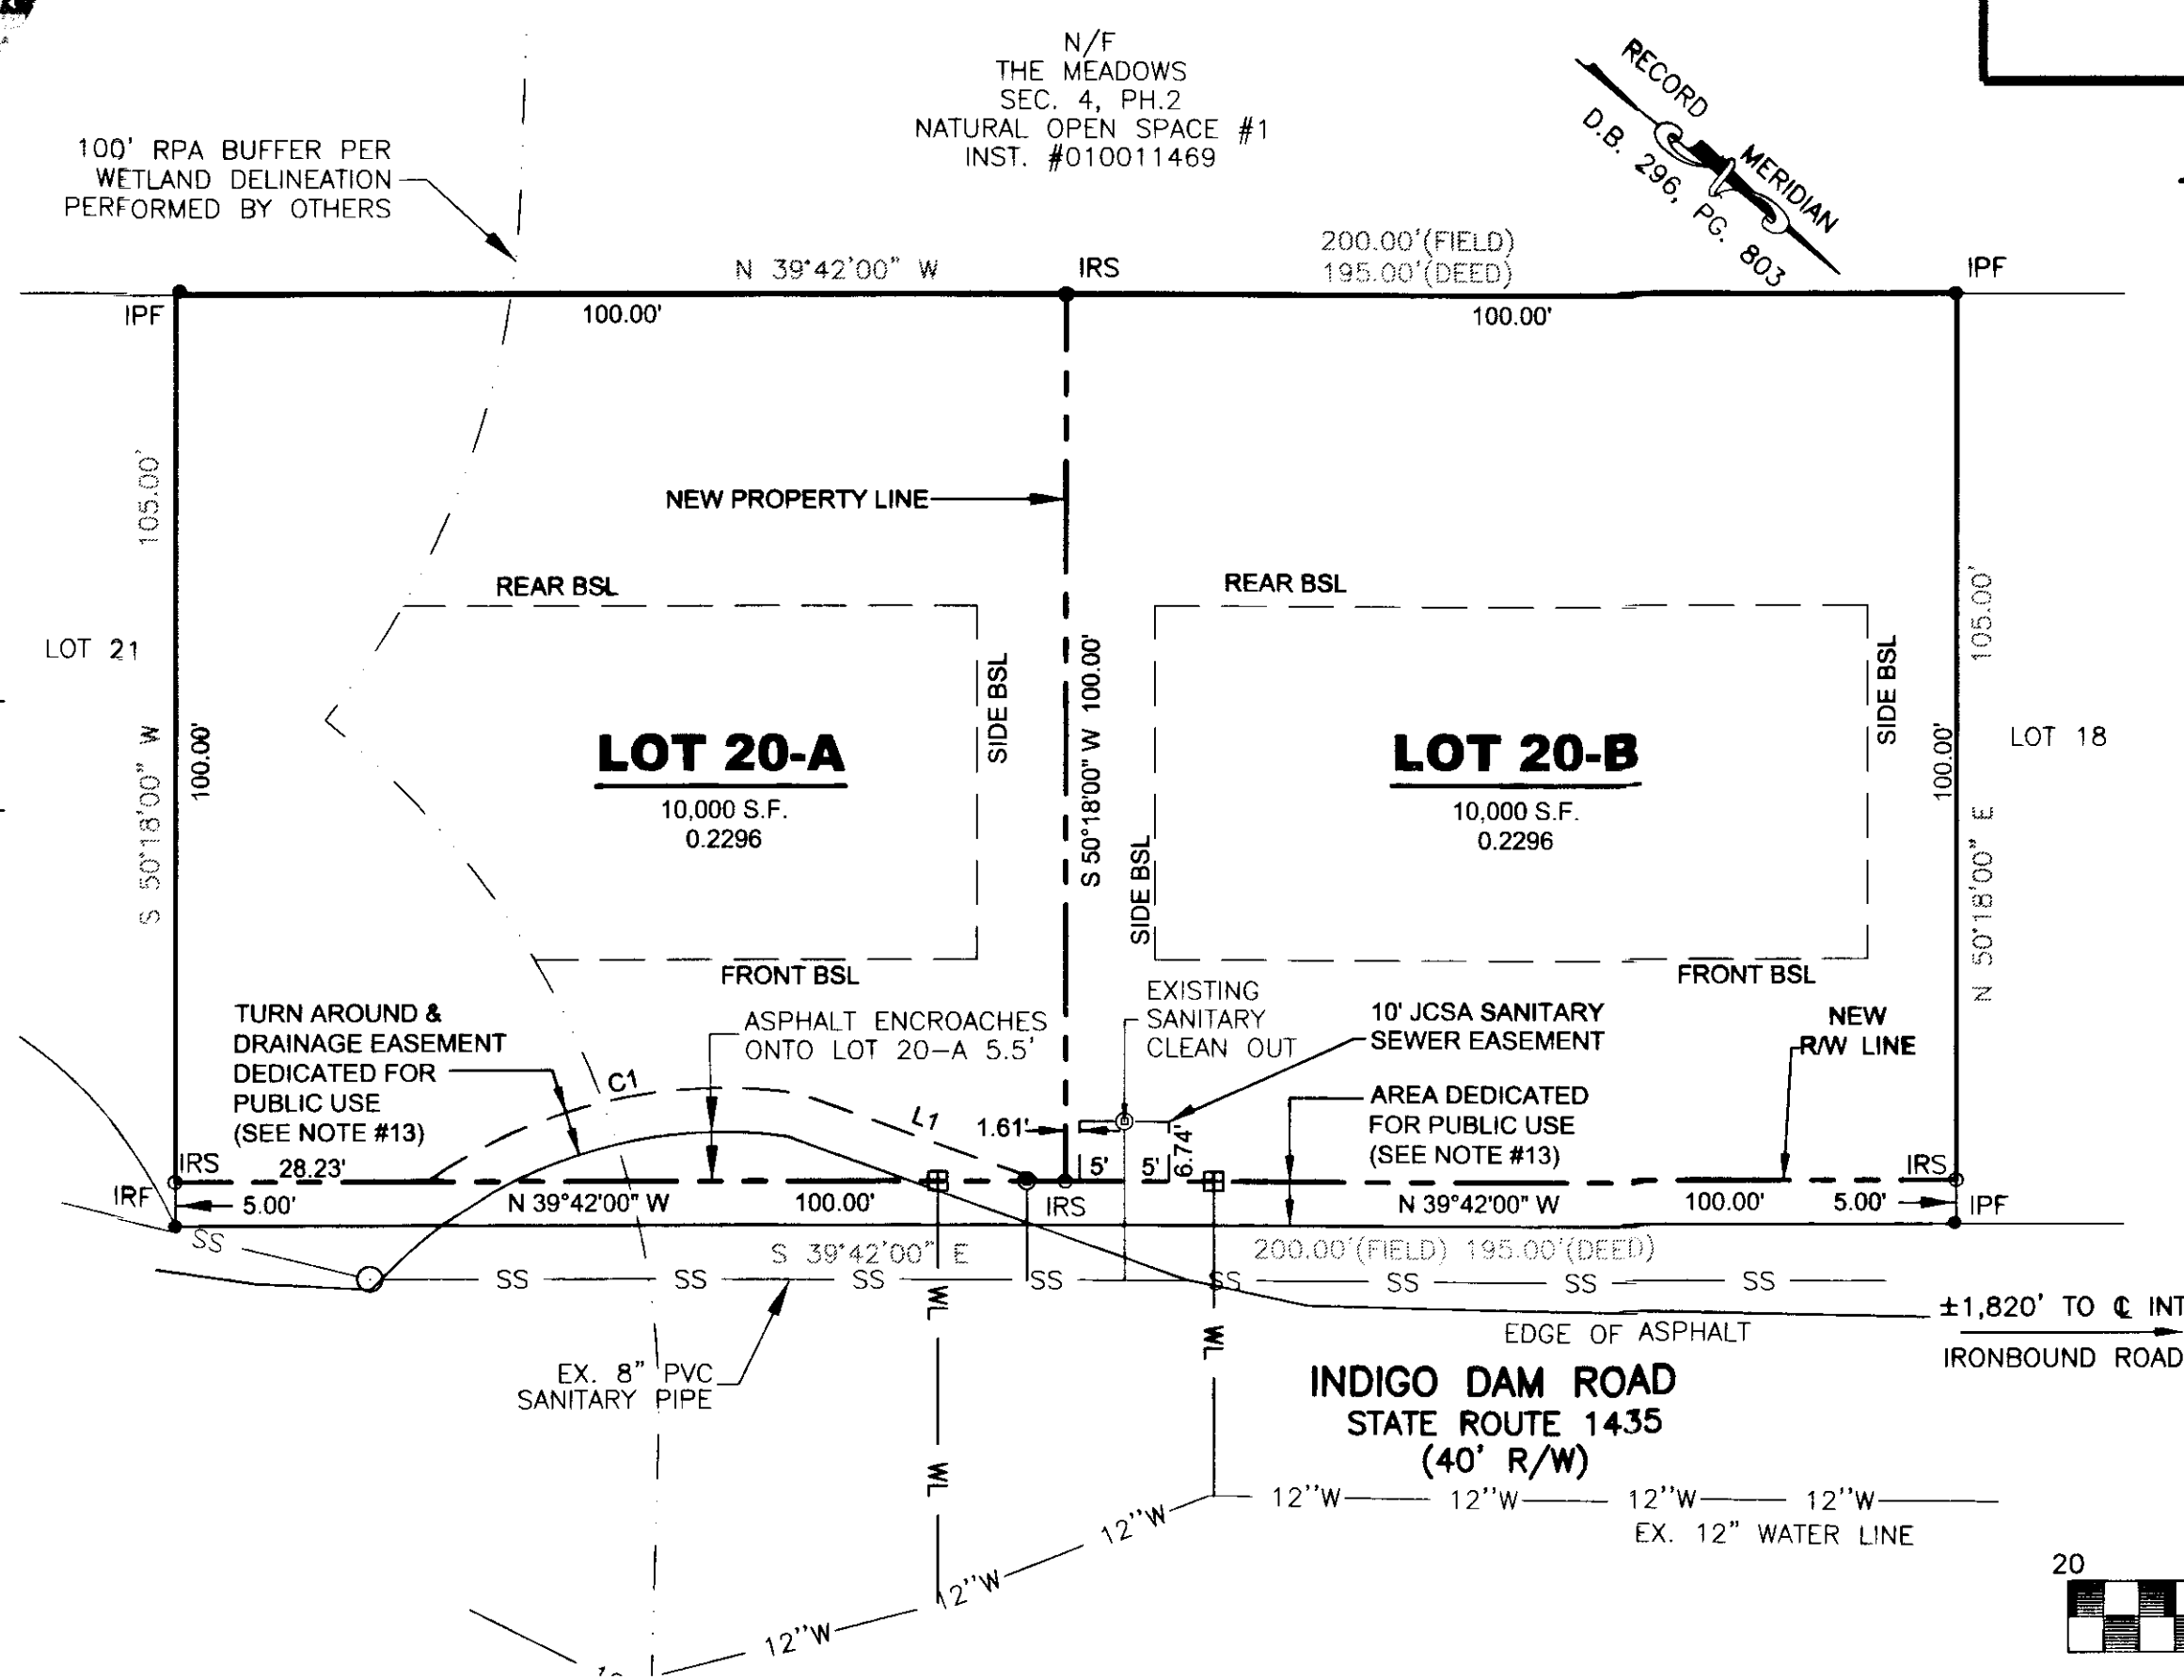 N/F
THE MEADOWS
SEC. 4, PH.2
NATURAL OPEN SPACE #1
INST. #010011469
RECORD MERIDIAN
D.B. 296, PG. 803
100' RPA BUFFER PER
WETLAND DELINEATION
PERFORMED BY OTHERS
N 39°42'00" W
IRS
200.00'(FIELD)
195.00'(DEED)
IPF
IPF
100.00'
100.00'
105.00'
S 50°18'00" W
100.00'
LOT 21
NEW PROPERTY LINE
REAR BSL
REAR BSL
SIDE BSL
S 50°18'00" W 100.00'
SIDE BSL
SIDE BSL
LOT 20-A
10,000 S.F.
0.2296
LOT 20-B
10,000 S.F.
0.2296
100.00'
105.00'
N 50°18'00" E
LOT 18
FRONT BSL
FRONT BSL
TURN AROUND &
DRAINAGE EASEMENT
DEDICATED FOR
PUBLIC USE
(SEE NOTE #13)
ASPHALT ENCROACHES
ONTO LOT 20-A 5.5'
EXISTING
SANITARY
CLEAN OUT
10' JCSA SANITARY
SEWER EASEMENT
NEW
R/W LINE
AREA DEDICATED
FOR PUBLIC USE
(SEE NOTE #13)
C1
L1
1.61'
5'
5'
6.74'
IRS
28.23'
IRS
IRF
5.00'
N 39°42'00" W
100.00'
IRS
N 39°42'00" W
100.00'
5.00'
IPF
S 39°42'00" E
200.00'(FIELD) 195.00'(DEED)
SS
SS
SS
SS
SS
SS
SS
SS
SS
WL
WL
WL
EX. 8" PVC
SANITARY PIPE
EDGE OF ASPHALT
±1,820' TO ℄ INT
IRONBOUND ROAD
INDIGO DAM ROAD
STATE ROUTE 1435
(40' R/W)
12"W
12"W
12"W
12"W
12"W
12"W
12"W
EX. 12" WATER LINE
20